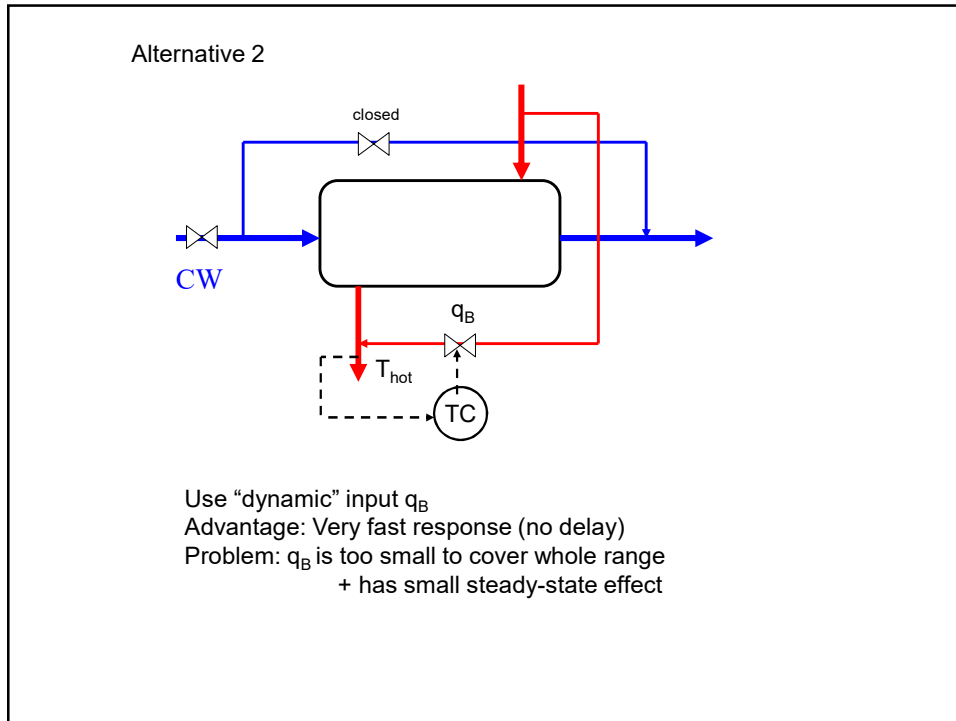 Alternative 2
closed
CW
qB
Thot
TC
Use “dynamic” input qB
Advantage: Very fast response (no delay)
Problem: qB is too small to cover whole range
+ has small steady-state effect